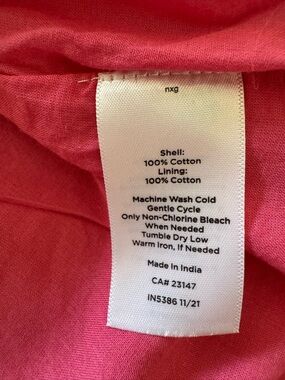 nxg
Shell:
100% Cotton
Lining:
100% Cotton
Machine Wash Cold
Gentle Cycle
Only Non-Chlorine Bleach
When Needed
Tumble Dry Low
Warm Iron, If Needed
Made in India
CA# 23147
IN5386 11/21